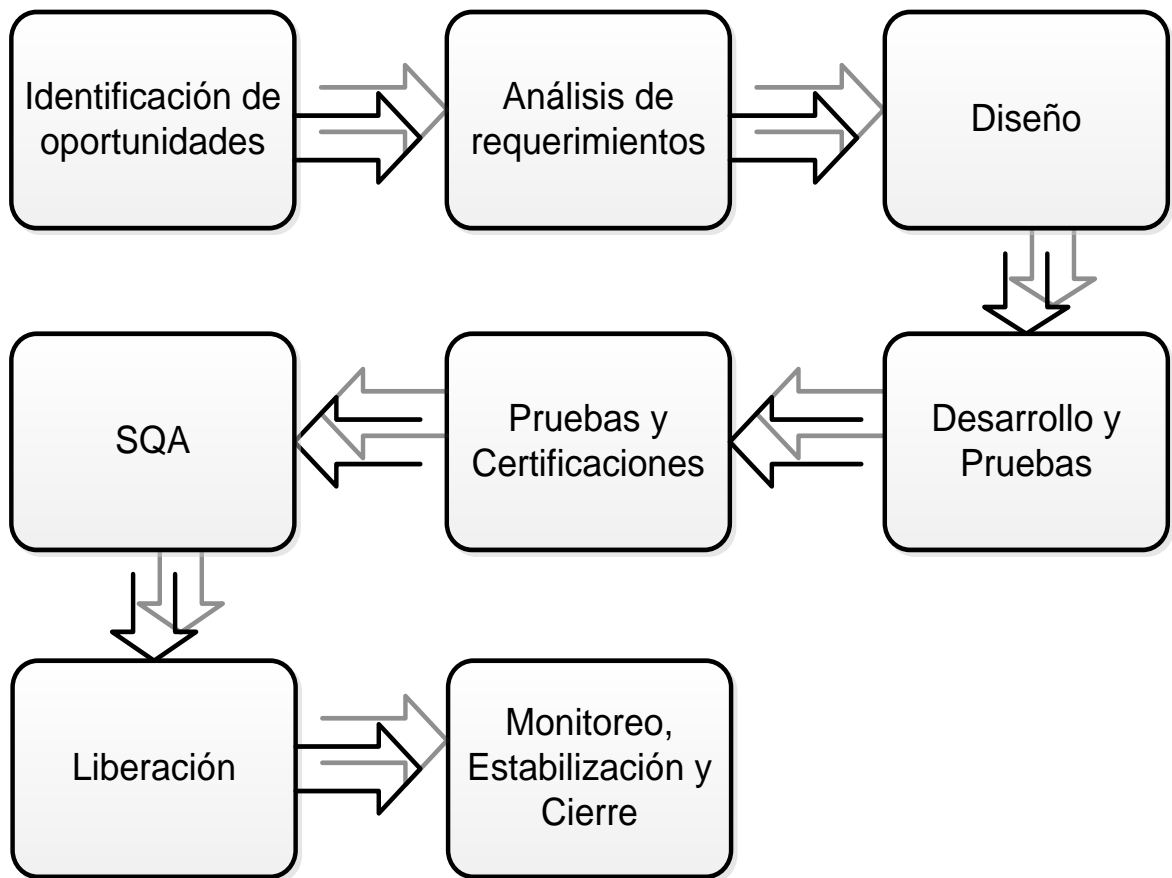 Identificación de
oportunidades
Análisis de
requerimientos
Diseño
Desarrollo y
Pruebas
Pruebas y
Certificaciones
SQA
Liberación
Monitoreo,
Estabilización y
Cierre